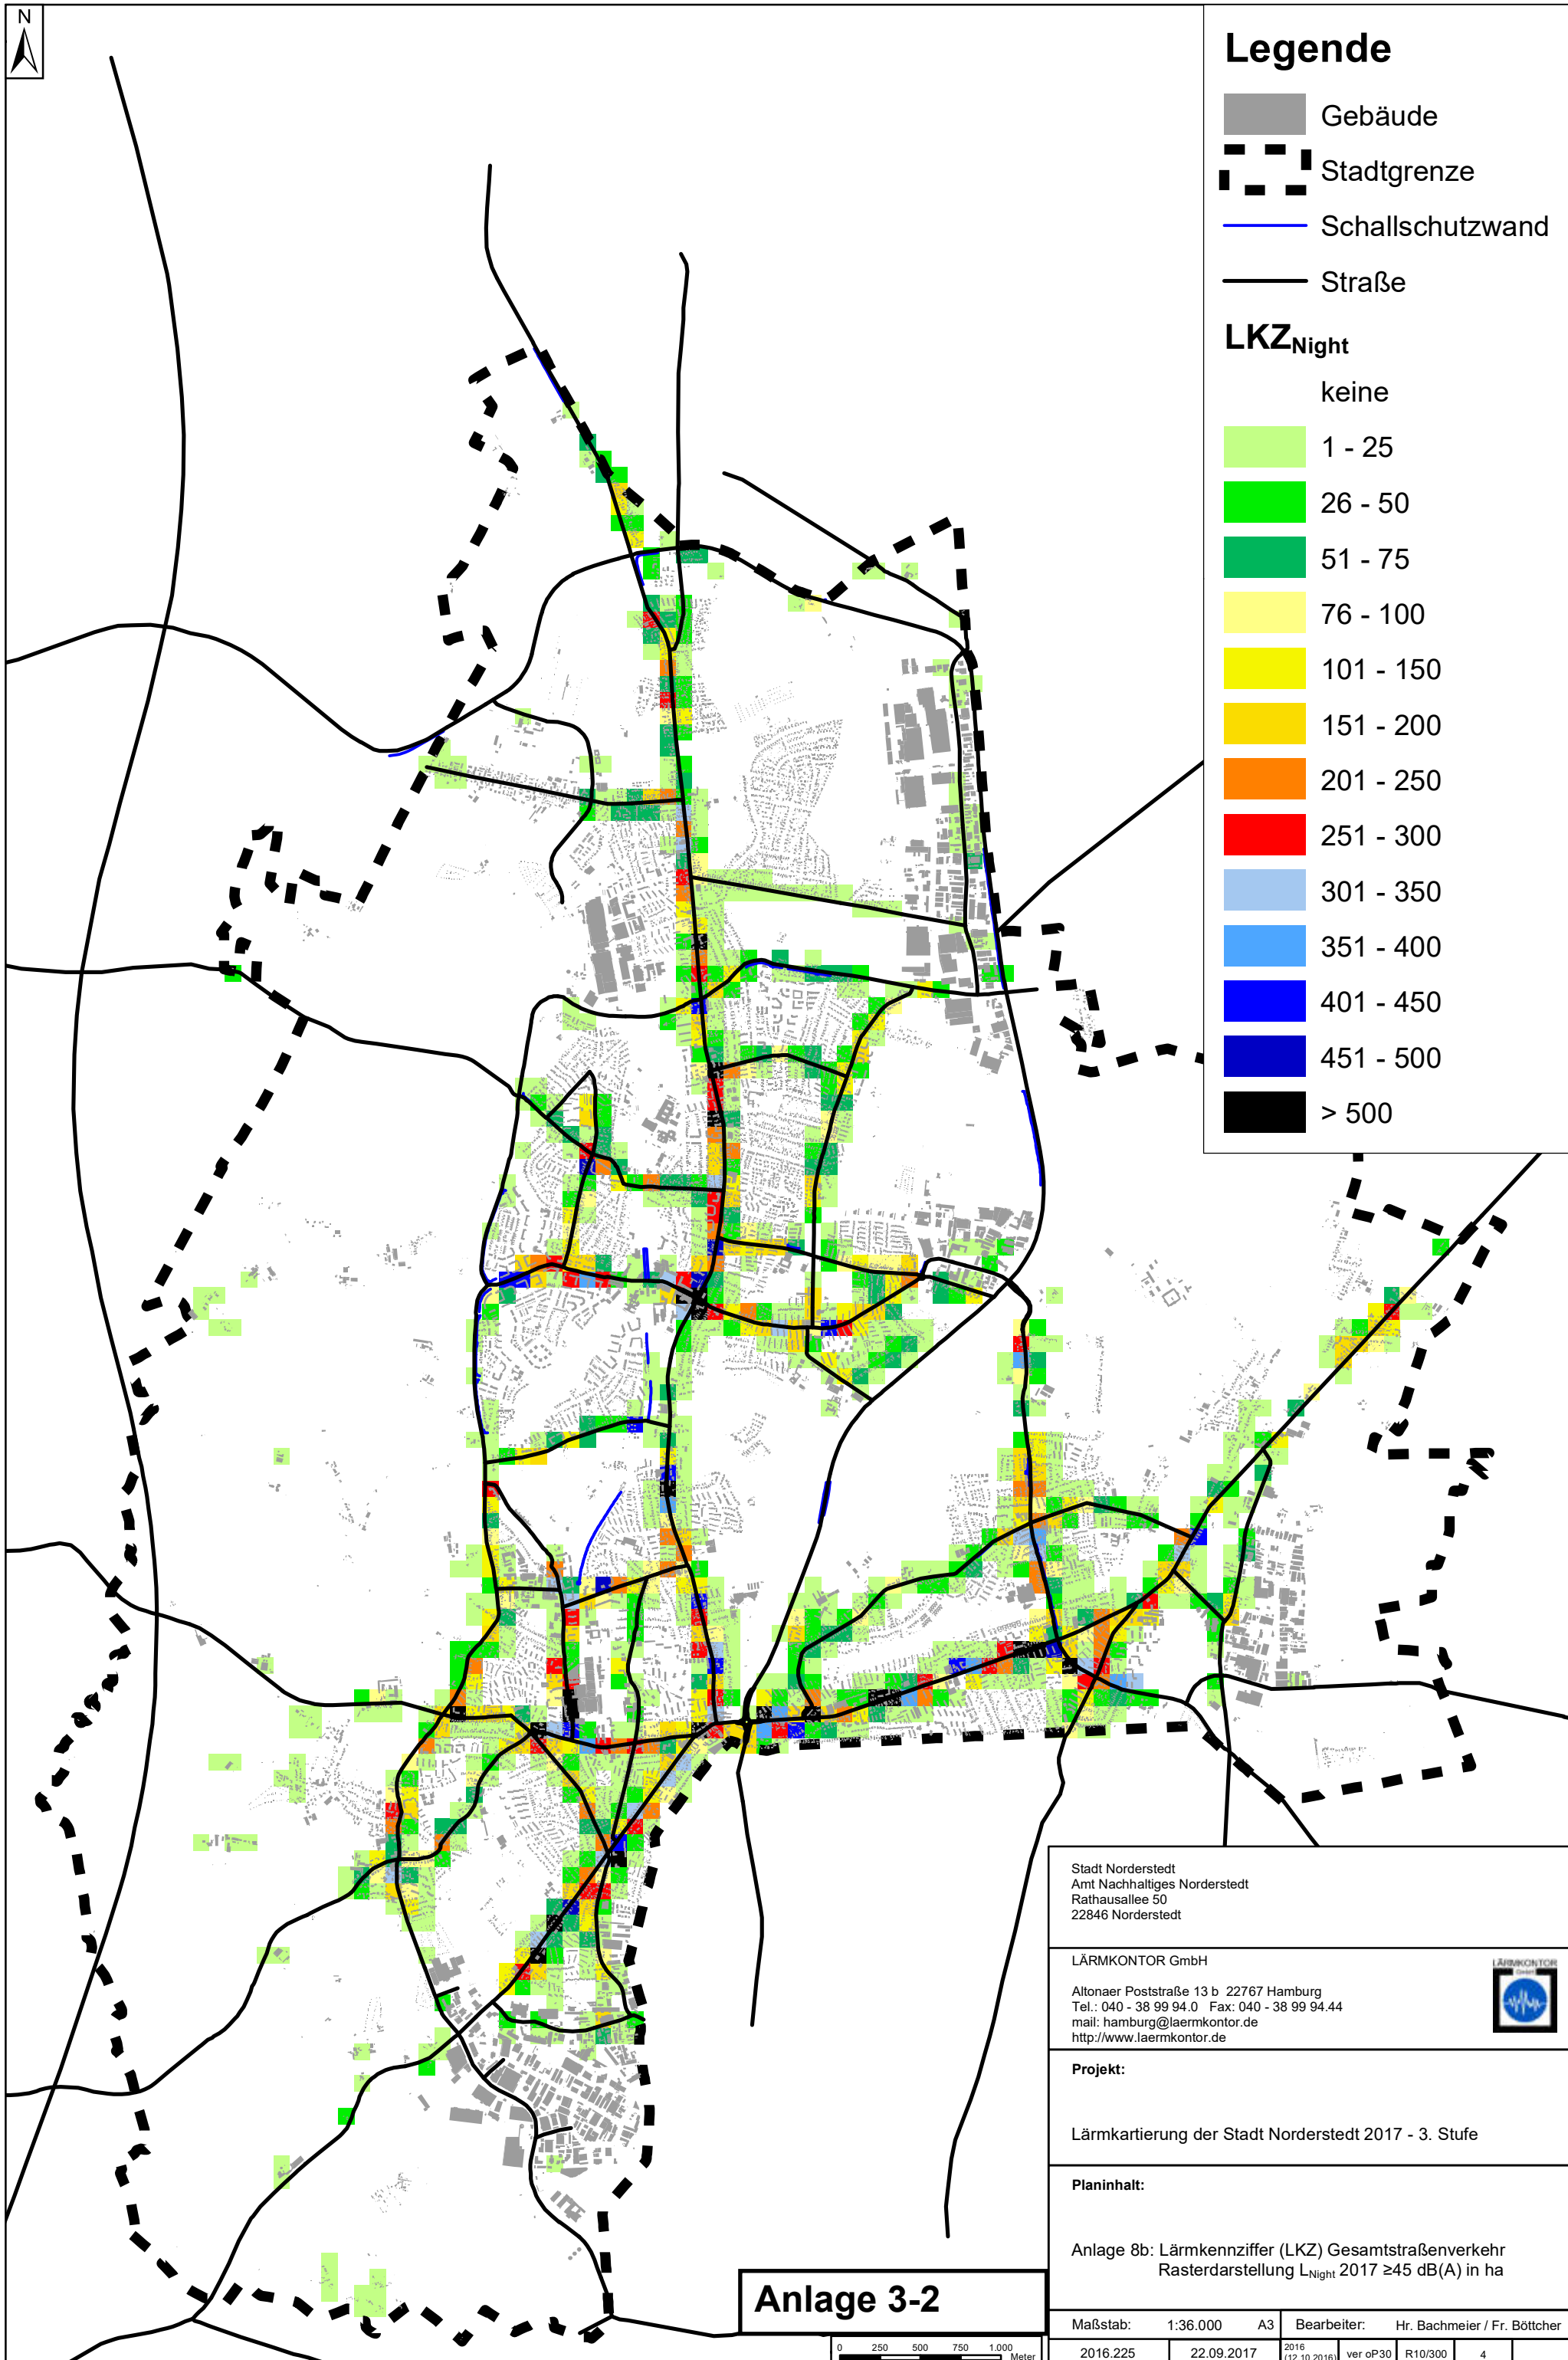 N
Legende
Gebäude
Stadtgrenze
Schallschutzwand
Straße
LKZNight
keine
1 - 25
26 - 50
51 - 75
76 - 100
101 - 150
151 - 200
201 - 250
251 - 300
301 - 350
351 - 400
401 - 450
451 - 500
> 500
Stadt Norderstedt
Amt Nachhaltiges Norderstedt
Rathausallee 50
22846 Norderstedt
LÄRMKONTOR GmbH
Altonaer Poststraße 13 b 22767 Hamburg
Tel.: 040 - 38 99 94.0 Fax: 040 - 38 99 94.44
mail: hamburg@laermkontor.de
http://www.laermkontor.de
LÄRMKONTOR
GmbH
Projekt:
Lärmkartierung der Stadt Norderstedt 2017 - 3. Stufe
Planinhalt:
Anlage 8b: Lärmkennziffer (LKZ) Gesamtstraßenverkehr
Rasterdarstellung LNight 2017 ≥45 dB(A) in ha
Anlage 3-2
Maßstab: 1:36.000 A3 Bearbeiter: Hr. Bachmeier / Fr. Böttcher
0 250 500 750 1.000
Meter
2016.225 22.09.2017 2016 (12.10.2016) ver oP30 R10/300 4